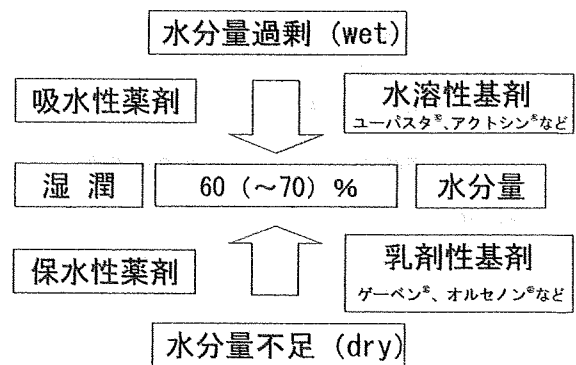 水分量過剰 (wet)
吸水性薬剤
水溶性基剤
ユーパスタ®、アクトシン®など
湿 潤
60 (～70) %
水分量
保水性薬剤
乳剤性基剤
ゲーベン®、オルセノン®など
水分量不足 (dry)